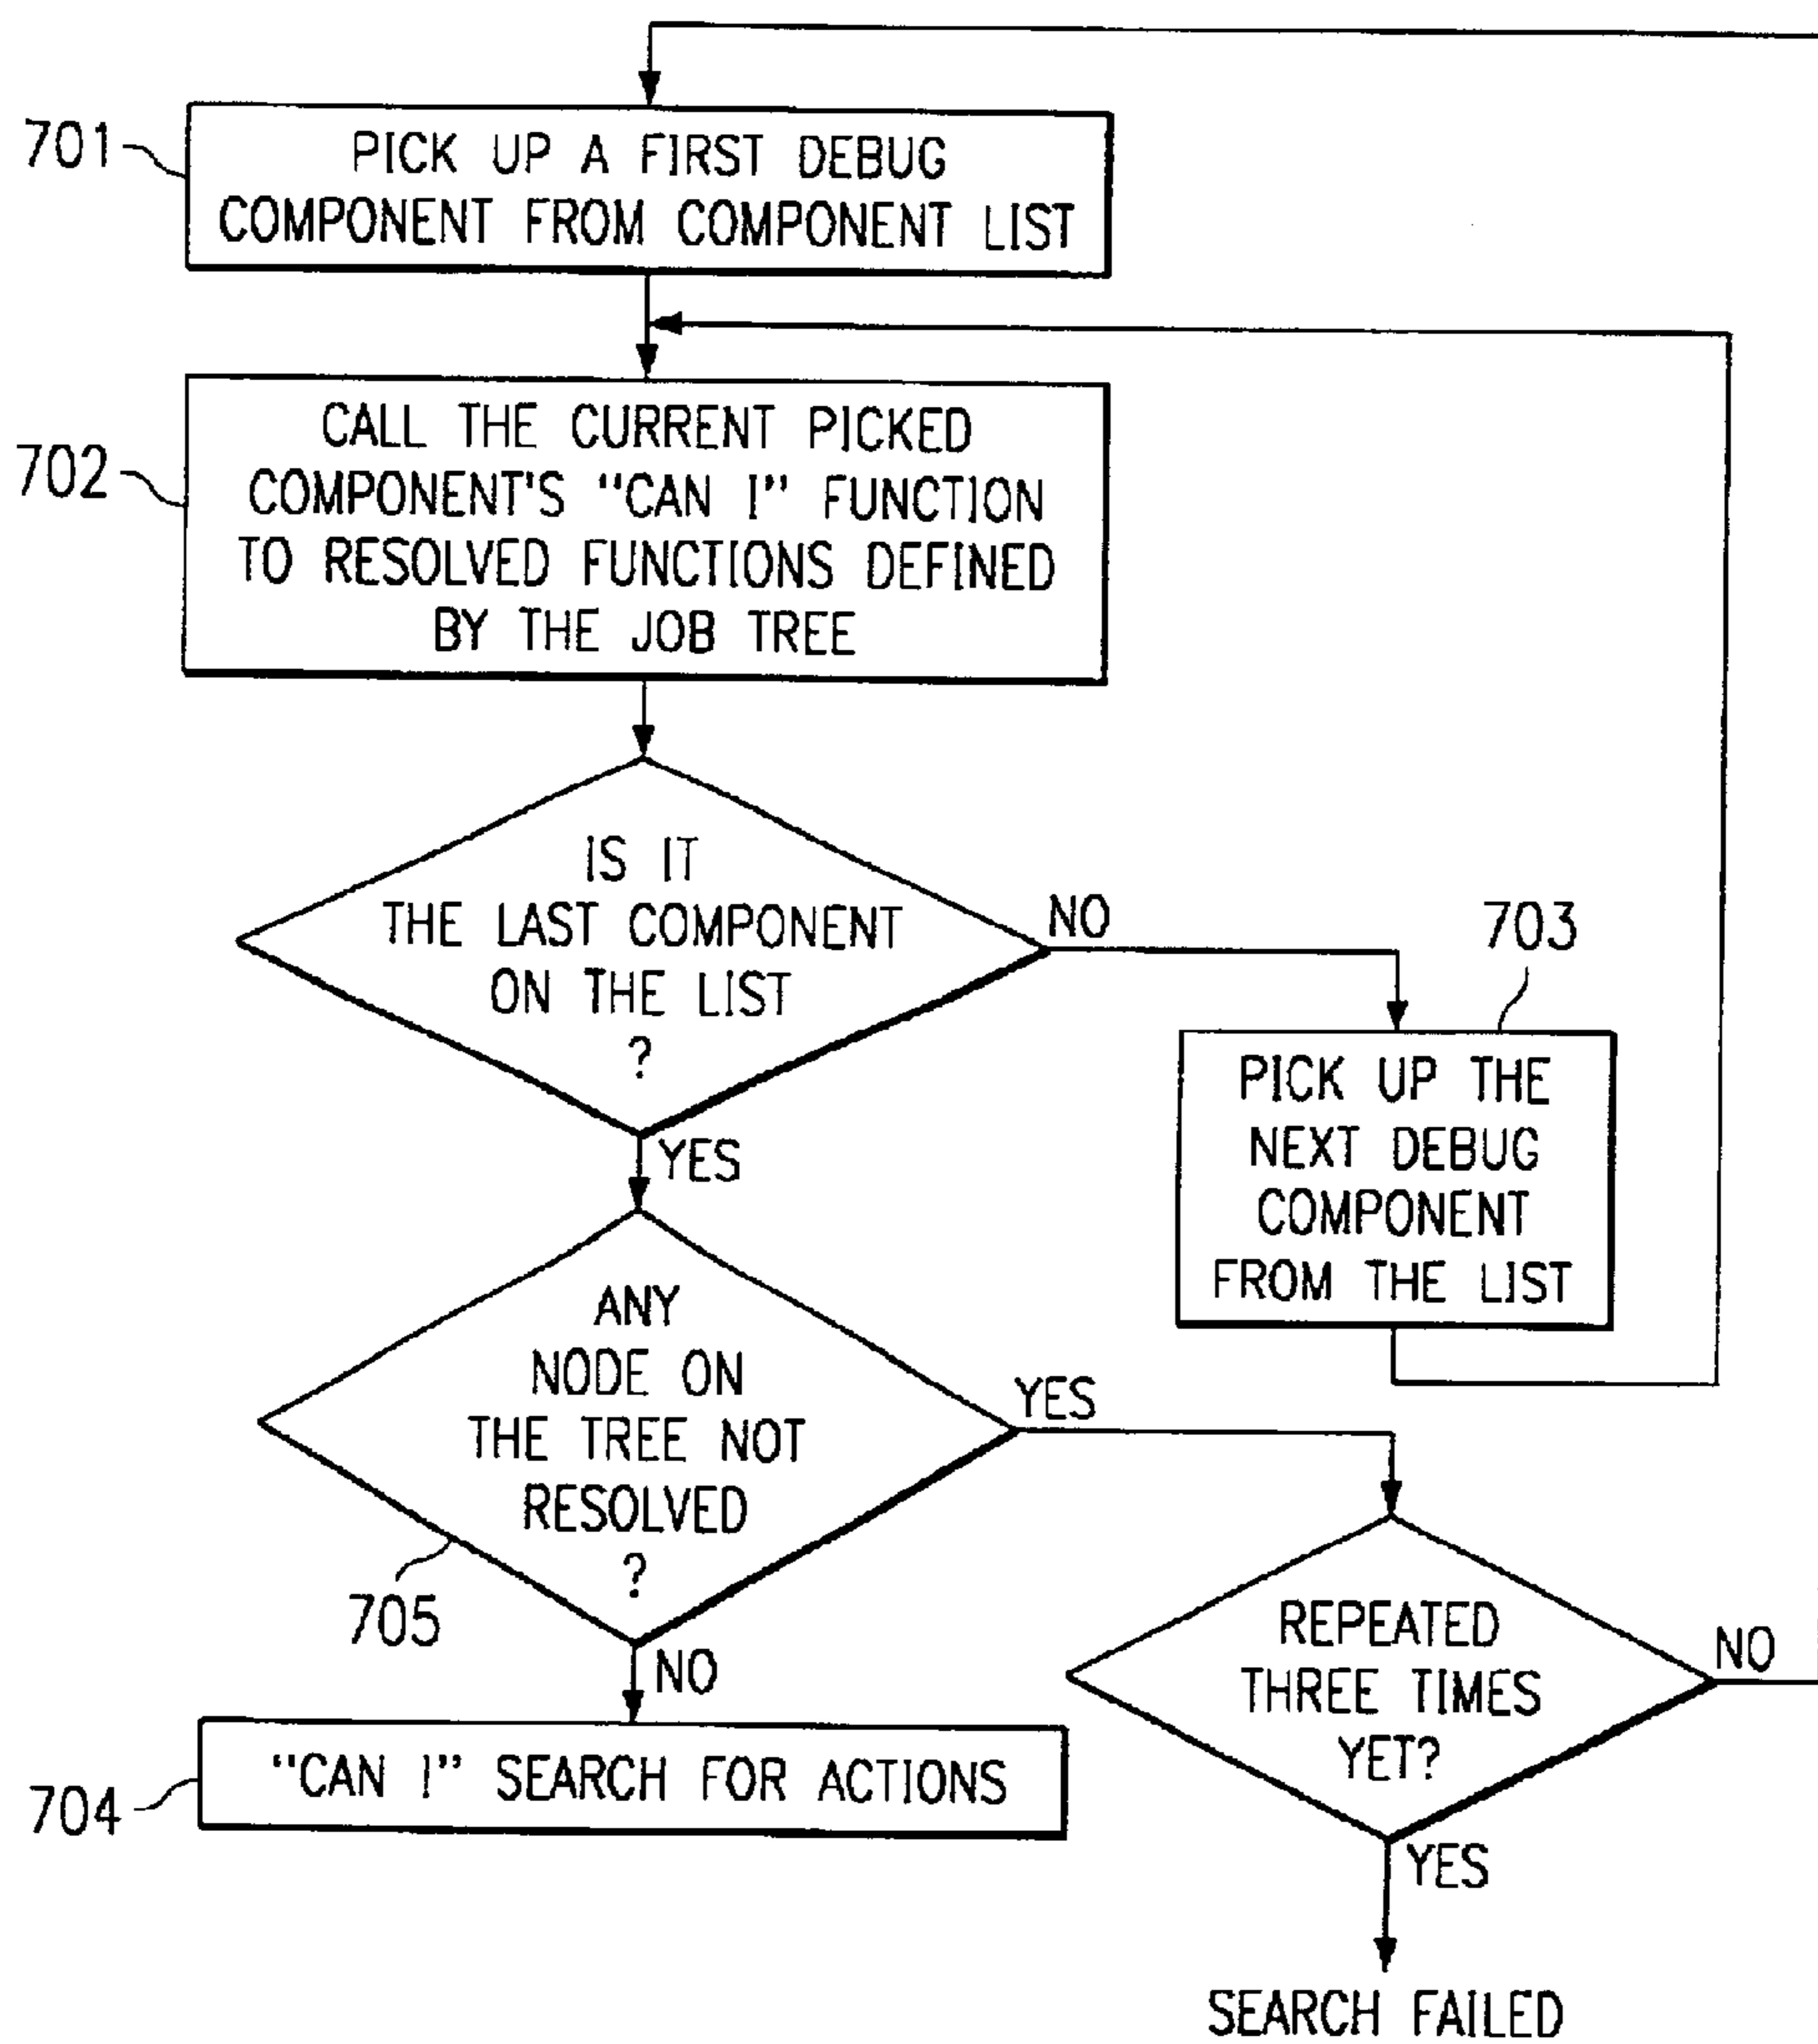 701
PICK UP A FIRST DEBUG
COMPONENT FROM COMPONENT LIST
702
CALL THE CURRENT PICKED
COMPONENT'S "CAN I" FUNCTION
TO RESOLVED FUNCTIONS DEFINED
BY THE JOB TREE
IS IT
THE LAST COMPONENT
ON THE LIST
?
NO
YES
703
PICK UP THE
NEXT DEBUG
COMPONENT
FROM THE LIST
ANY
NODE ON
THE TREE NOT
RESOLVED
?
YES
705
NO
REPEATED
THREE TIMES
YET?
NO
YES
704
"CAN I" SEARCH FOR ACTIONS
SEARCH FAILED